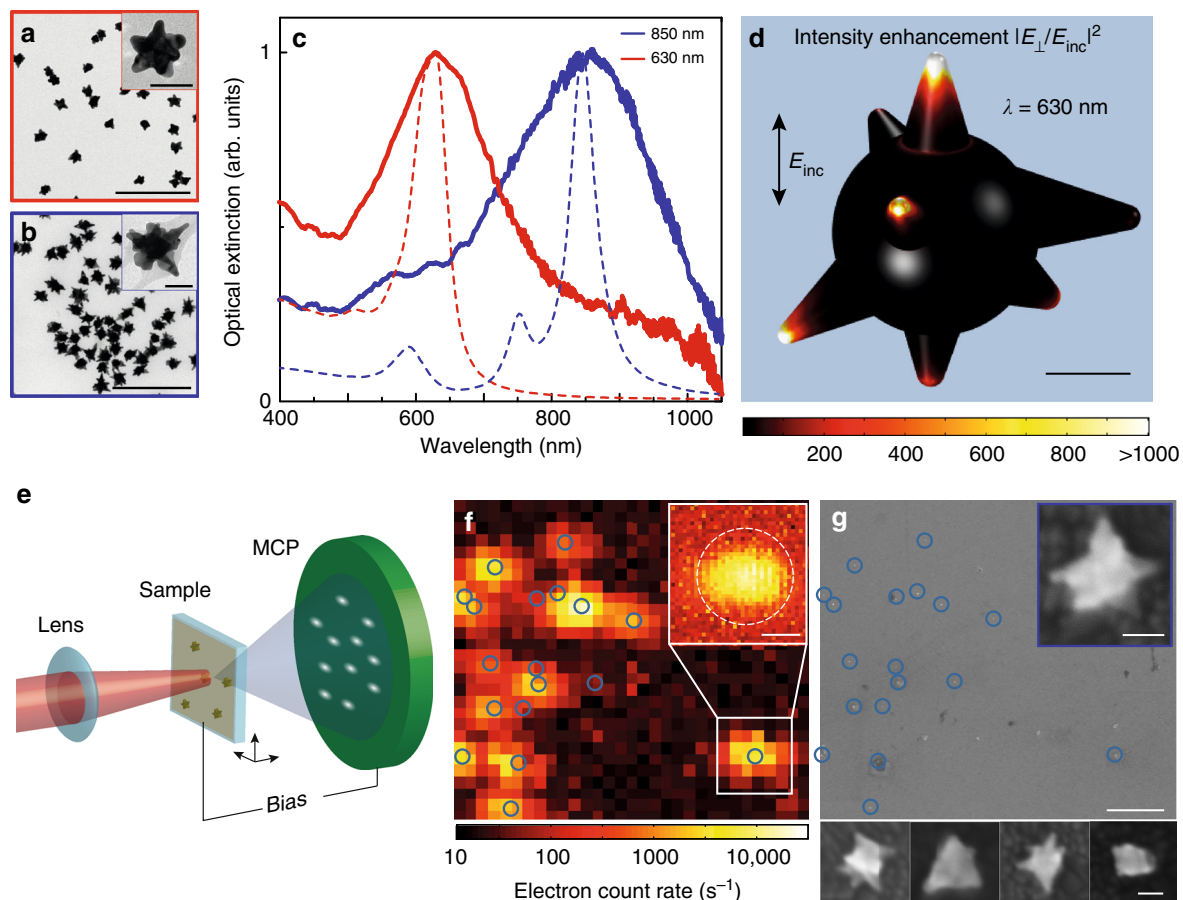 a
b
c
850 nm
630 nm
1
0
Optical extinction (arb. units)
400
600
800
1000
Wavelength (nm)
d
Intensity enhancement |E⊥/Einc|²
λ = 630 nm
Einc
200
400
600
800
>1000
e
Lens
Sample
MCP
Bias
f
10
100
1000
10,000
Electron count rate (s⁻¹)
g